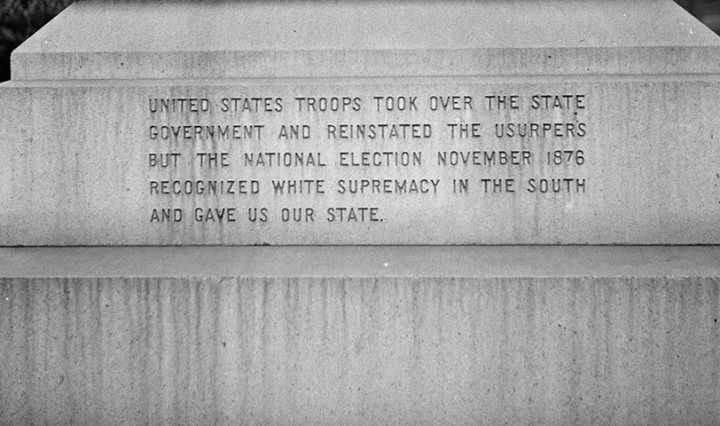 UNITED STATES TROOPS TOOK OVER THE STATE
GOVERNMENT AND REINSTATED THE USURPERS
BUT THE NATIONAL ELECTION NOVEMBER 1876
RECOGNIZED WHITE SUPREMACY IN THE SOUTH
AND GAVE US OUR STATE.